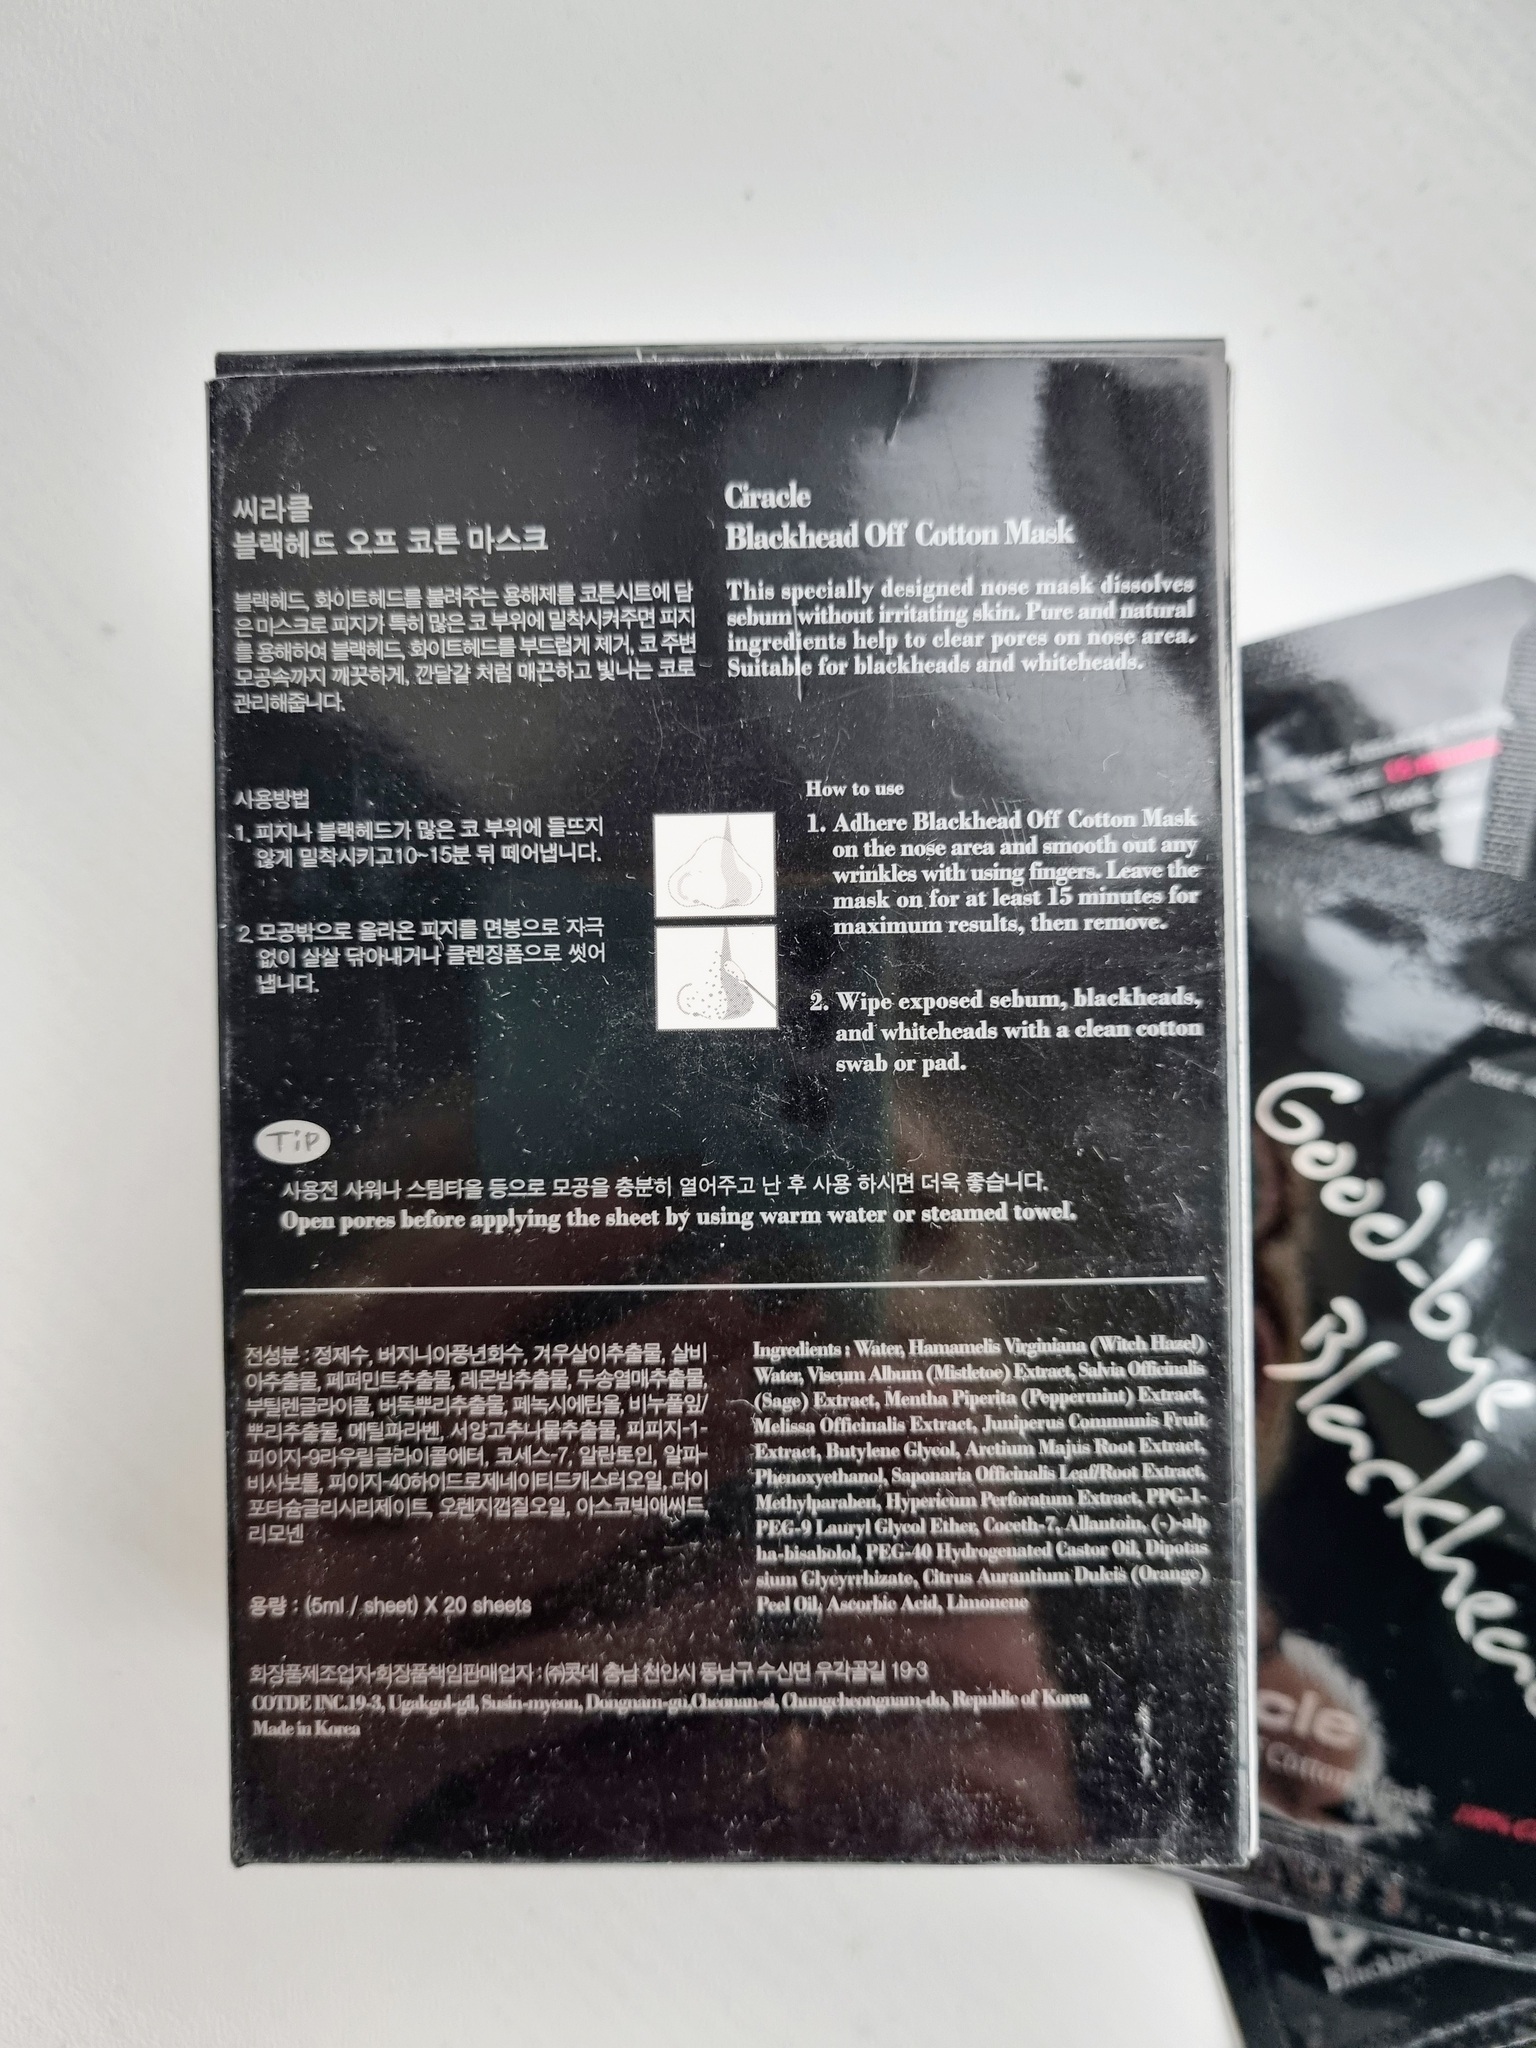 씨라클
블랙헤드 오프 코튼 마스크
블랙헤드, 화이트헤드를 불려주는 용해제를 코튼시트에 담
은 마스크로 피지가 특히 많은 코 부위에 밀착시켜주면 피지
를 용해하여 블랙헤드, 화이트헤드를 부드럽게 제거, 코 주변
모공속까지 깨끗하게, 깐달걀 처럼 매끈하고 빛나는 코로
관리해줍니다.
사용방법
1. 피지나 블랙헤드가 많은 코 부위에 들뜨지
않게 밀착시키고10~15분 뒤 떼어냅니다.
2. 모공밖으로 올라온 피지를 면봉으로 자극
없이 살살 닦아내거나 클렌징폼으로 씻어
냅니다.
Ciracle
Blackhead Off Cotton Mask
This specially designed nose mask dissolves
sebum without irritating skin. Pure and natural
ingredients help to clear pores on nose area.
Suitable for blackheads and whiteheads.
How to use
1. Adhere Blackhead Off Cotton Mask
on the nose area and smooth out any
wrinkles with using fingers. Leave the
mask on for at least 15 minutes for
maximum results, then remove.
2. Wipe exposed sebum, blackheads,
and whiteheads with a clean cotton
swab or pad.
TiP
사용전 샤워나 스팀타올 등으로 모공을 충분히 열어주고 난 후 사용 하시면 더욱 좋습니다.
Open pores before applying the sheet by using warm water or steamed towel.
전성분 : 정제수, 버지니아풍년화수, 겨우살이추출물, 살비
아추출물, 페퍼민트추출물, 레몬밤추출물, 두송열매추출물,
부틸렌글라이콜, 버독뿌리추출물, 페녹시에탄올, 비누풀잎/
뿌리추출물, 메틸파라벤, 서양고추나물추출물, 피피지-1-
피이지-9라우릴글라이콜에터, 코세스-7, 알란토인, 알파-
비사보롤, 피이지-40하이드로제네이티드캐스터오일, 다이
포타슘글리시리제이트, 오렌지껍질오일, 아스코빅애씨드,
리모넨
용량 : (5ml / sheet) X 20 sheets
Ingredients : Water, Hamamelis Virginiana (Witch Hazel)
Water, Viscum Album (Mistletoe) Extract, Salvia Officinalis
(Sage) Extract, Mentha Piperita (Peppermint) Extract,
Melissa Officinalis Extract, Juniperus Communis Fruit
Extract, Butylene Glycol, Arctium Majus Root Extract,
Phenoxyethanol, Saponaria Officinalis Leaf/Root Extract,
Methylparaben, Hypericum Perforatum Extract, PPG-1-
PEG-9 Lauryl Glycol Ether, Coceth-7, Allantoin, (-)-alp
ha-bisabolol, PEG-40 Hydrogenated Castor Oil, Dipotas
sium Glycyrrhizate, Citrus Aurantium Dulcis (Orange)
Peel Oil, Ascorbic Acid, Limonene
화장품제조업자·화장품책임판매업자 : ㈜콧데 충남 천안시 동남구 수신면 우각골길 19-3
COTDE INC.19-3, Ugakgol-gil, Susin-myeon, Dongnam-gu,Cheonan-si, Chungcheongnam-do, Republic of Korea
Made in Korea
Good-bye
Blackhea
cle